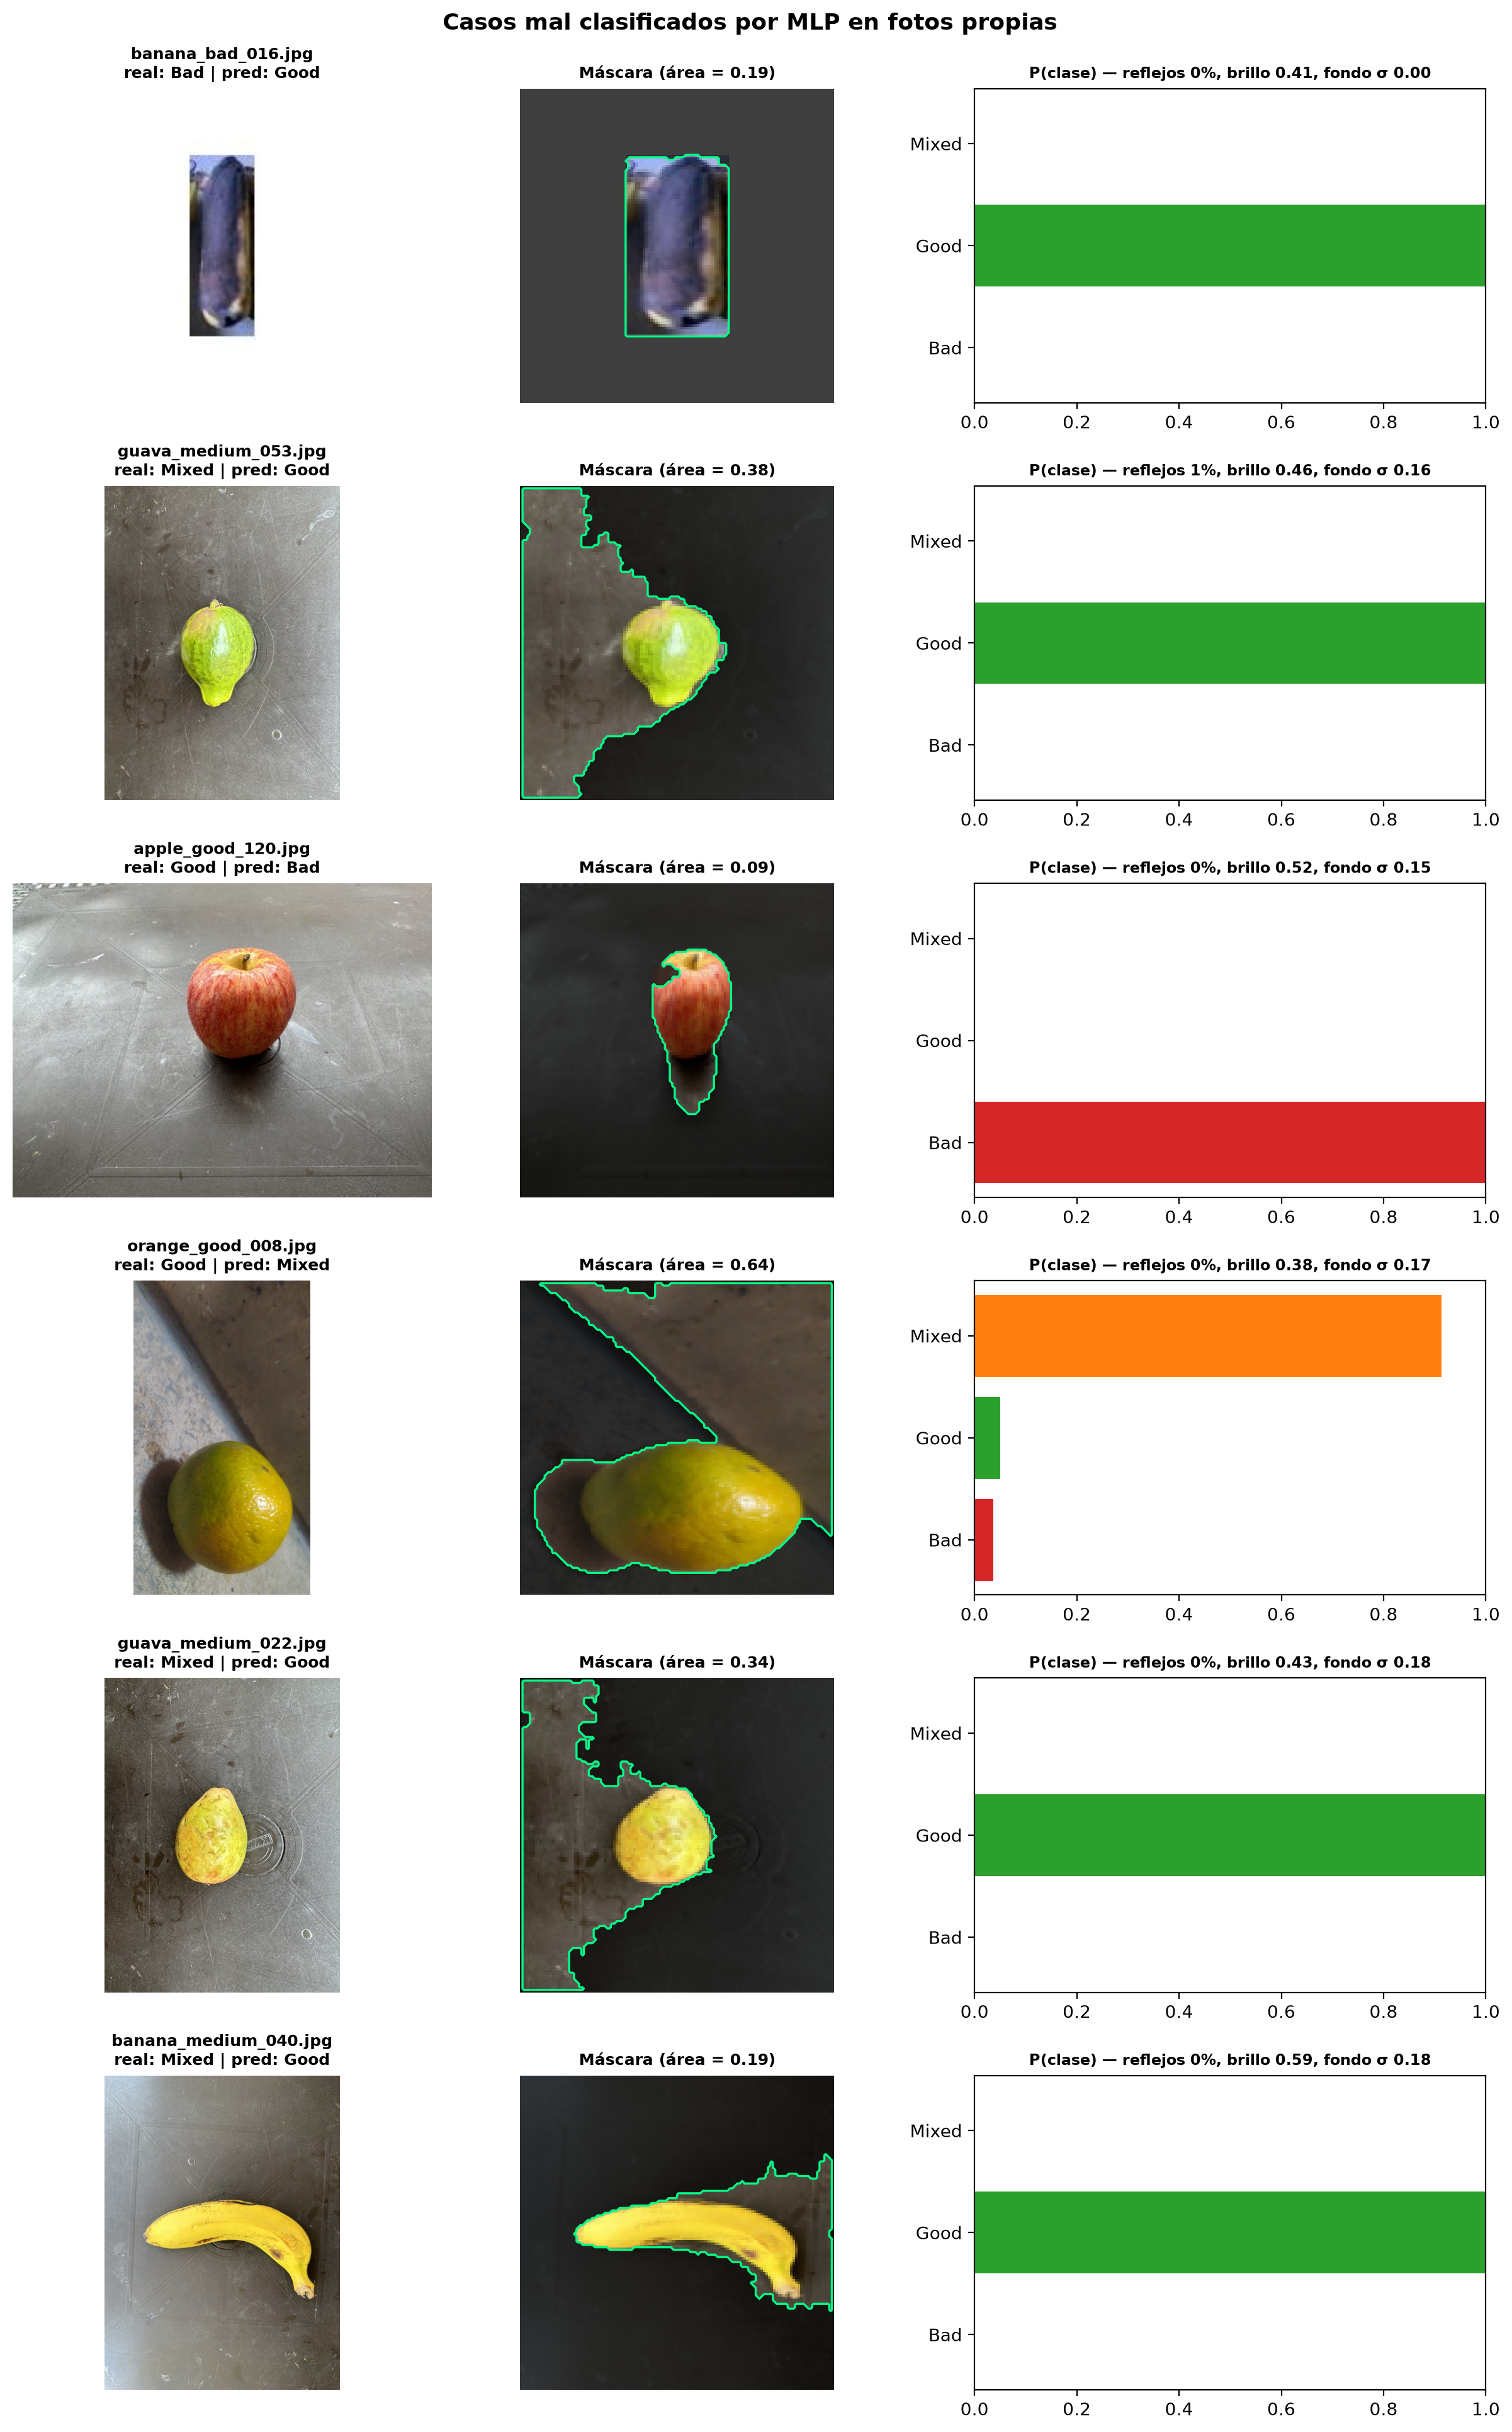 Casos mal clasificados por MLP en fotos propias
banana_bad_016.jpg
real: Bad | pred: Good
Máscara (área = 0.19)
P(clase) — reflejos 0%, brillo 0.41, fondo σ 0.00
Mixed
Good
Bad
0.0 0.2 0.4 0.6 0.8 1.0
guava_medium_053.jpg
real: Mixed | pred: Good
Máscara (área = 0.38)
P(clase) — reflejos 1%, brillo 0.46, fondo σ 0.16
Mixed
Good
Bad
0.0 0.2 0.4 0.6 0.8 1.0
apple_good_120.jpg
real: Good | pred: Bad
Máscara (área = 0.09)
P(clase) — reflejos 0%, brillo 0.52, fondo σ 0.15
Mixed
Good
Bad
0.0 0.2 0.4 0.6 0.8 1.0
orange_good_008.jpg
real: Good | pred: Mixed
Máscara (área = 0.64)
P(clase) — reflejos 0%, brillo 0.38, fondo σ 0.17
Mixed
Good
Bad
0.0 0.2 0.4 0.6 0.8 1.0
guava_medium_022.jpg
real: Mixed | pred: Good
Máscara (área = 0.34)
P(clase) — reflejos 0%, brillo 0.43, fondo σ 0.18
Mixed
Good
Bad
0.0 0.2 0.4 0.6 0.8 1.0
banana_medium_040.jpg
real: Mixed | pred: Good
Máscara (área = 0.19)
P(clase) — reflejos 0%, brillo 0.59, fondo σ 0.18
Mixed
Good
Bad
0.0 0.2 0.4 0.6 0.8 1.0